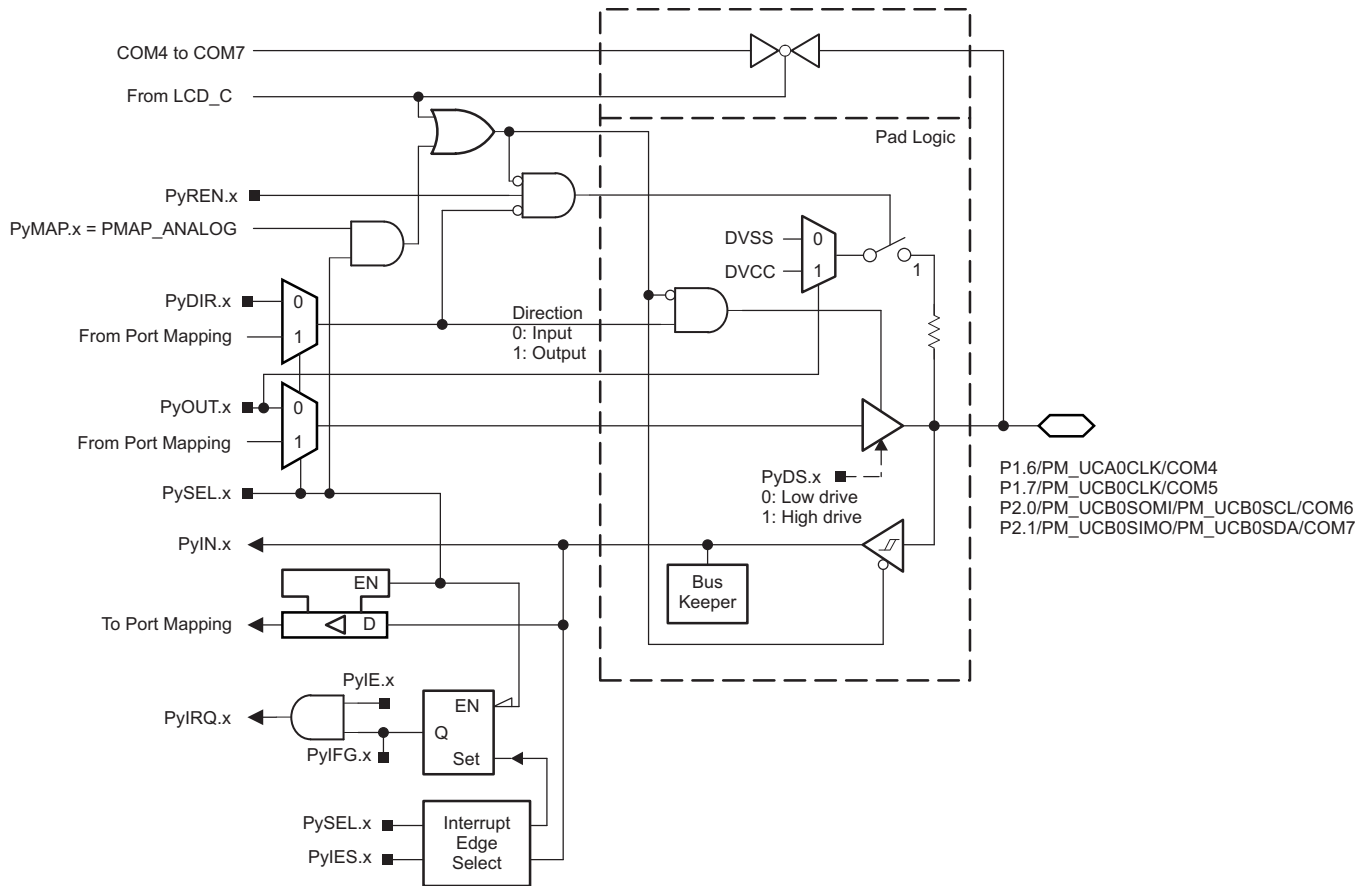 COM4 to COM7
From LCD_C
Pad Logic
PyREN.x
PyMAP.x = PMAP_ANALOG
DVSS
0
DVCC
1
1
PyDIR.x
0
From Port Mapping
1
Direction
0: Input
1: Output
PyOUT.x
0
From Port Mapping
1
PySEL.x
PyDS.x
0: Low drive
1: High drive
P1.6/PM_UCA0CLK/COM4
P1.7/PM_UCB0CLK/COM5
P2.0/PM_UCB0SOMI/PM_UCB0SCL/COM6
P2.1/PM_UCB0SIMO/PM_UCB0SDA/COM7
PyIN.x
Bus
Keeper
EN
To Port Mapping
D
PyIE.x
EN
PyIRQ.x
Q
PyIFG.x
Set
PySEL.x
PyIES.x
Interrupt
Edge
Select